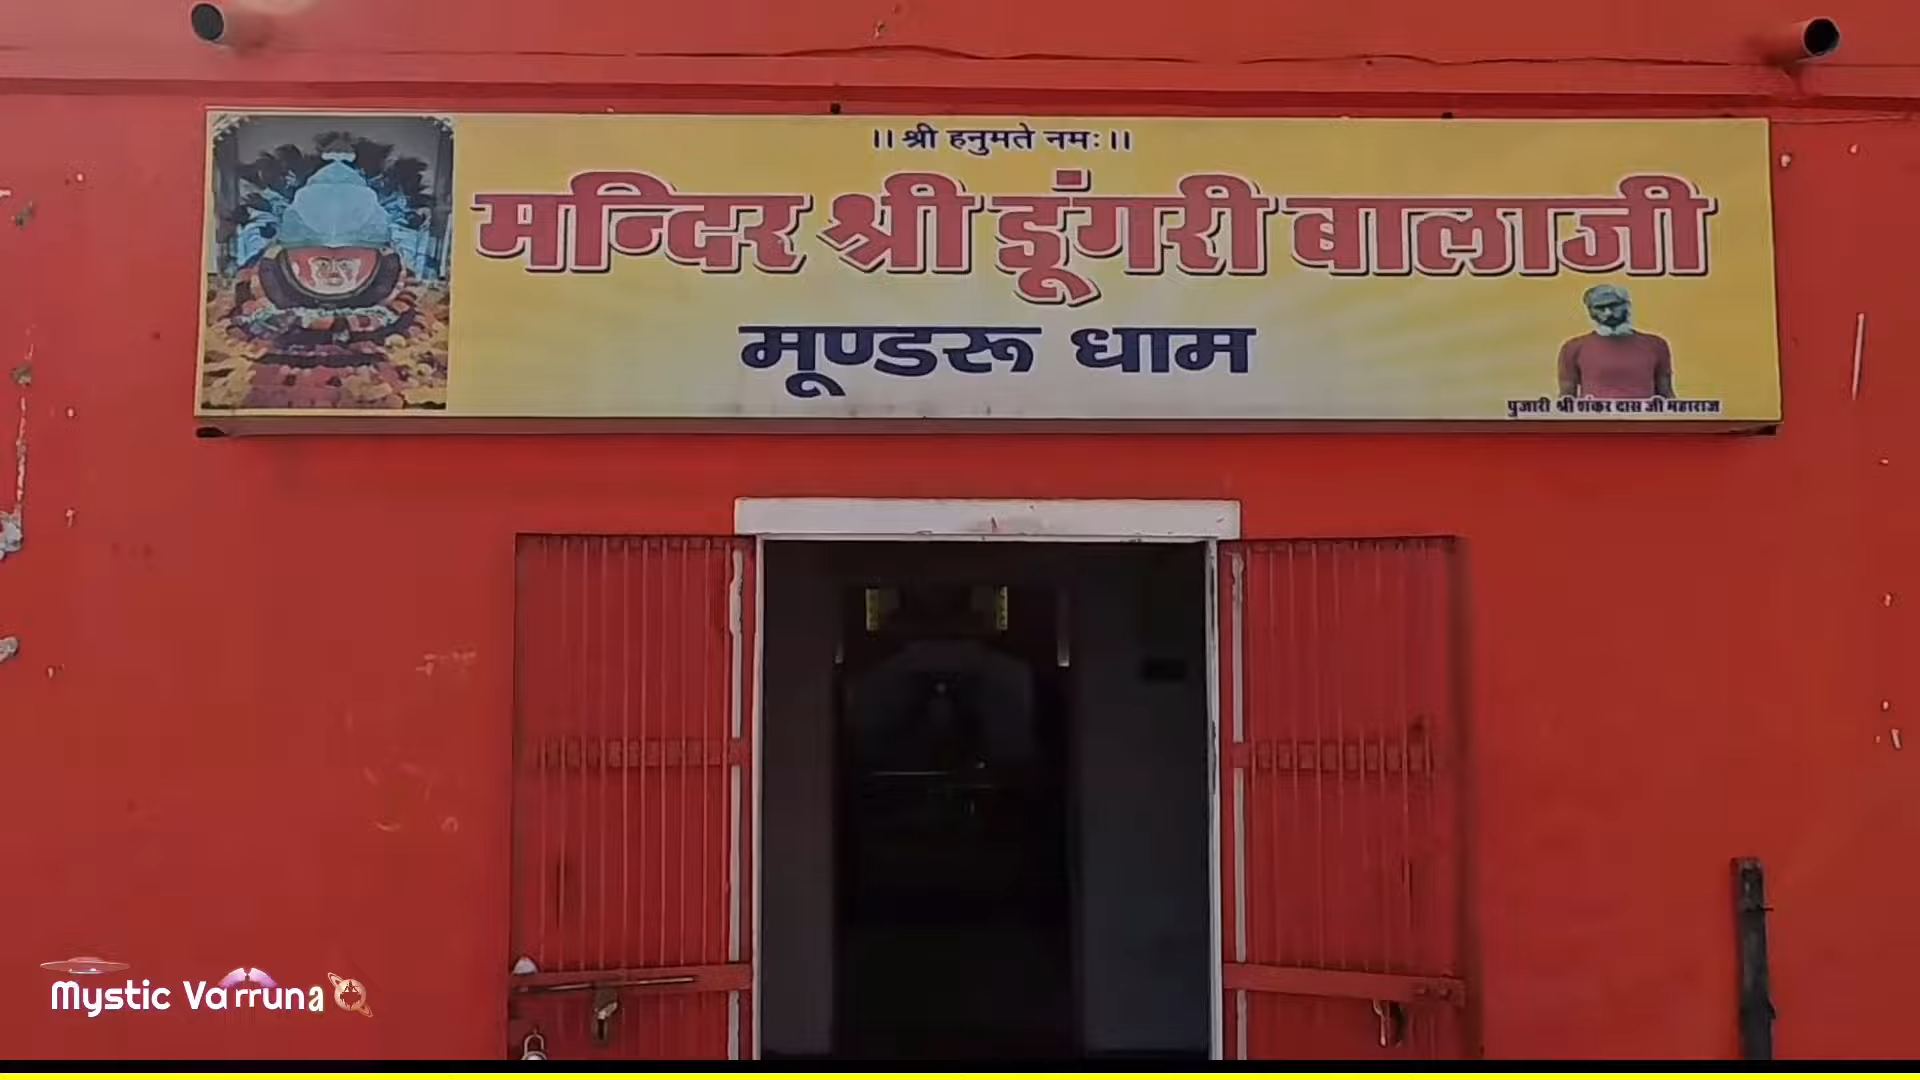 ।। श्री हनुमते नमः।।
मन्दिर श्री डूंगरी बालाजी
मूण्डरू धाम
पुजारी श्री शंकर दास जी महाराज
Mystic Varruna